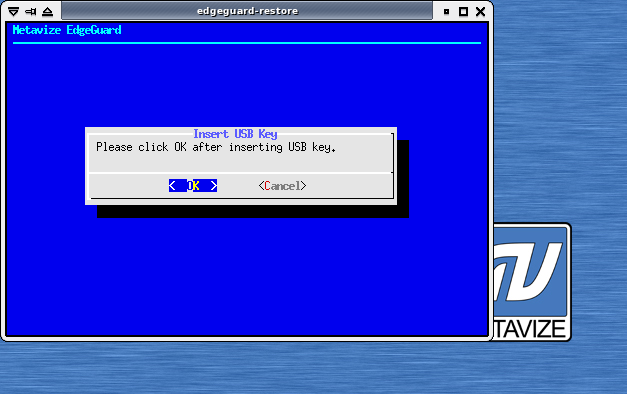 edgeguard-restore
Metavize EdgeGuard
Insert USB Key
Please click OK after inserting USB key.
< OK > <Cancel>
TAVIZE